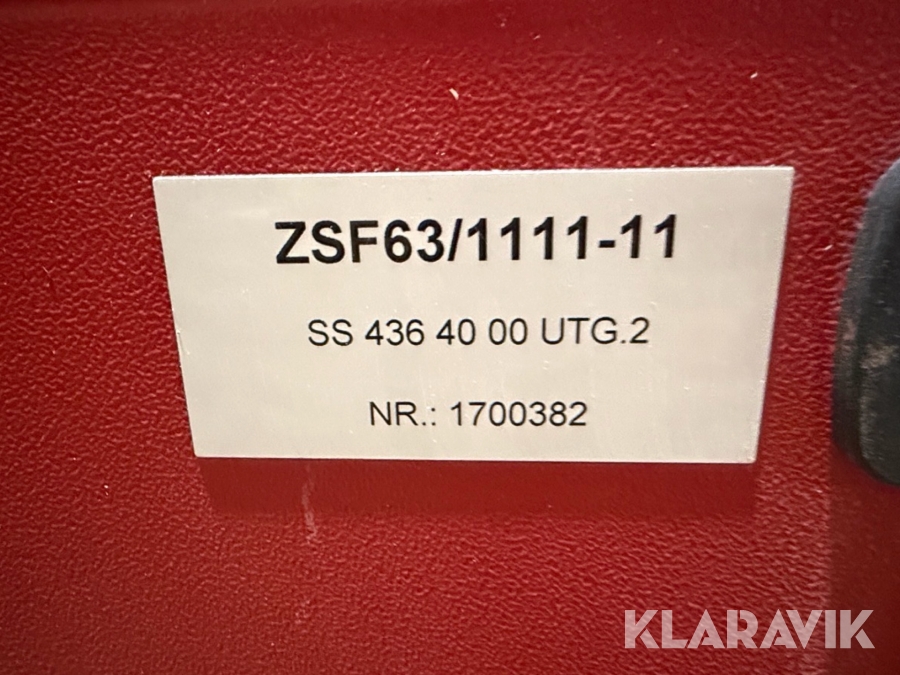 ZSF63/1111-11
SS 436 40 00 UTG.2
NR.: 1700382
KLARAVIK